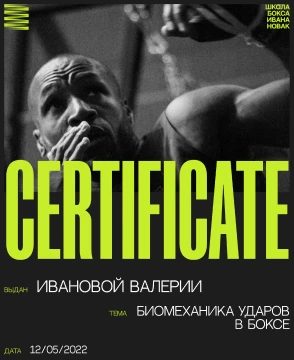 ШКОЛА
БОКСА
ИВАНА
НОВАК
CERTIFICATE
ВЫДАН ИВАНОВОЙ ВАЛЕРИИ
ТЕМА БИОМЕХАНИКА УДАРОВ
В БОКСЕ
ДАТА 12/05/2022